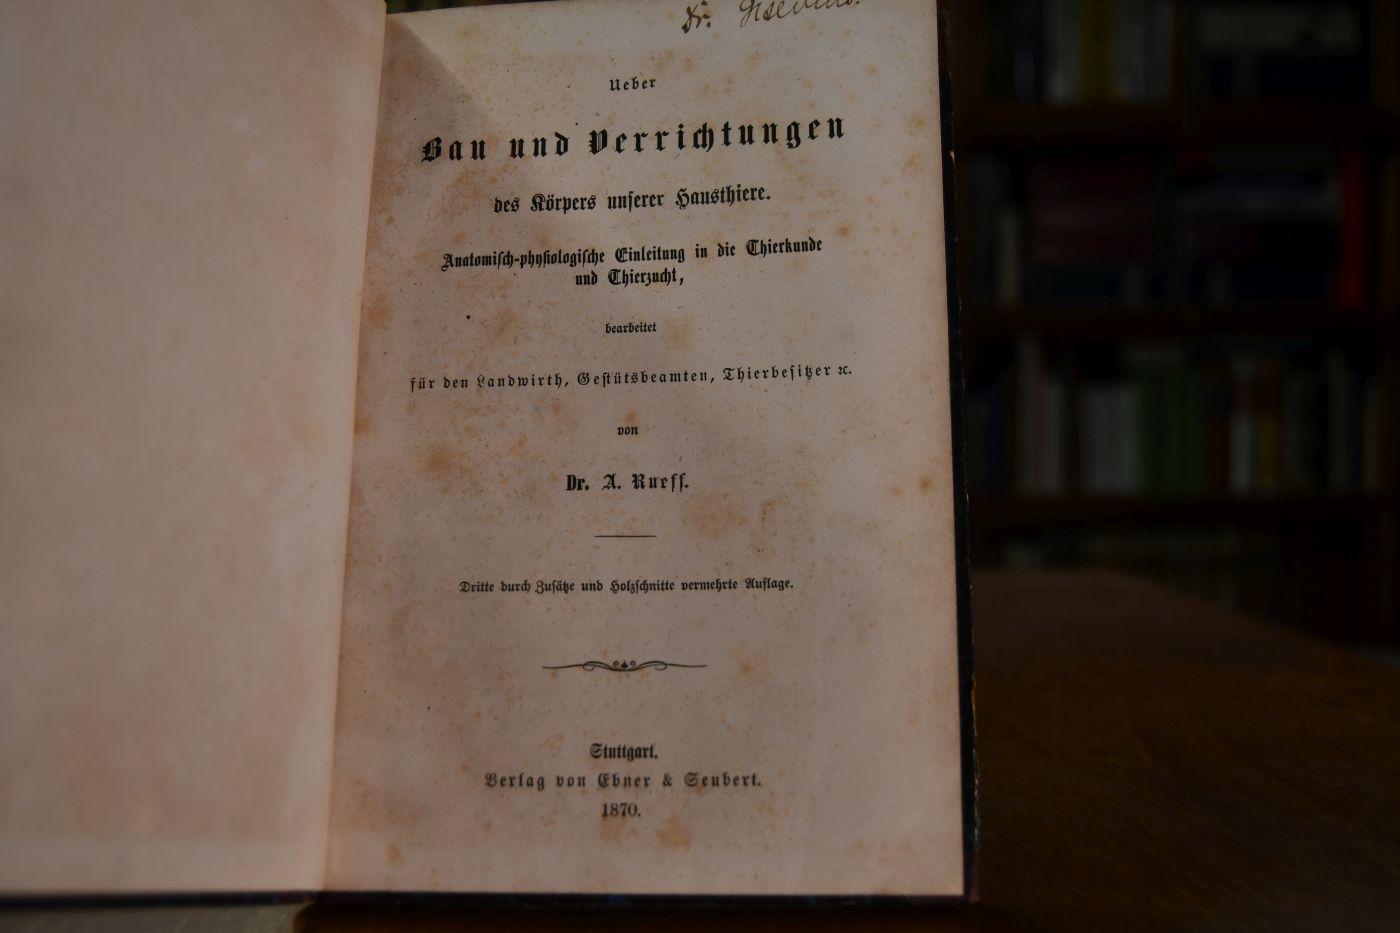 Dr.
Ueber
Bau und Verrichtungen
des Körpers unserer Hausthiere.
Anatomisch-physiologische Einleitung in die Thierkunde
und Thierzucht,
bearbeitet
für den Landwirth, Gestütsbeamten, Thierbesitzer ꝛc.
von
Dr. A. Rueff.
Dritte durch Zusätze und Holzschnitte vermehrte Auflage.
Stuttgart.
Verlag von Ebner & Seubert.
1870.